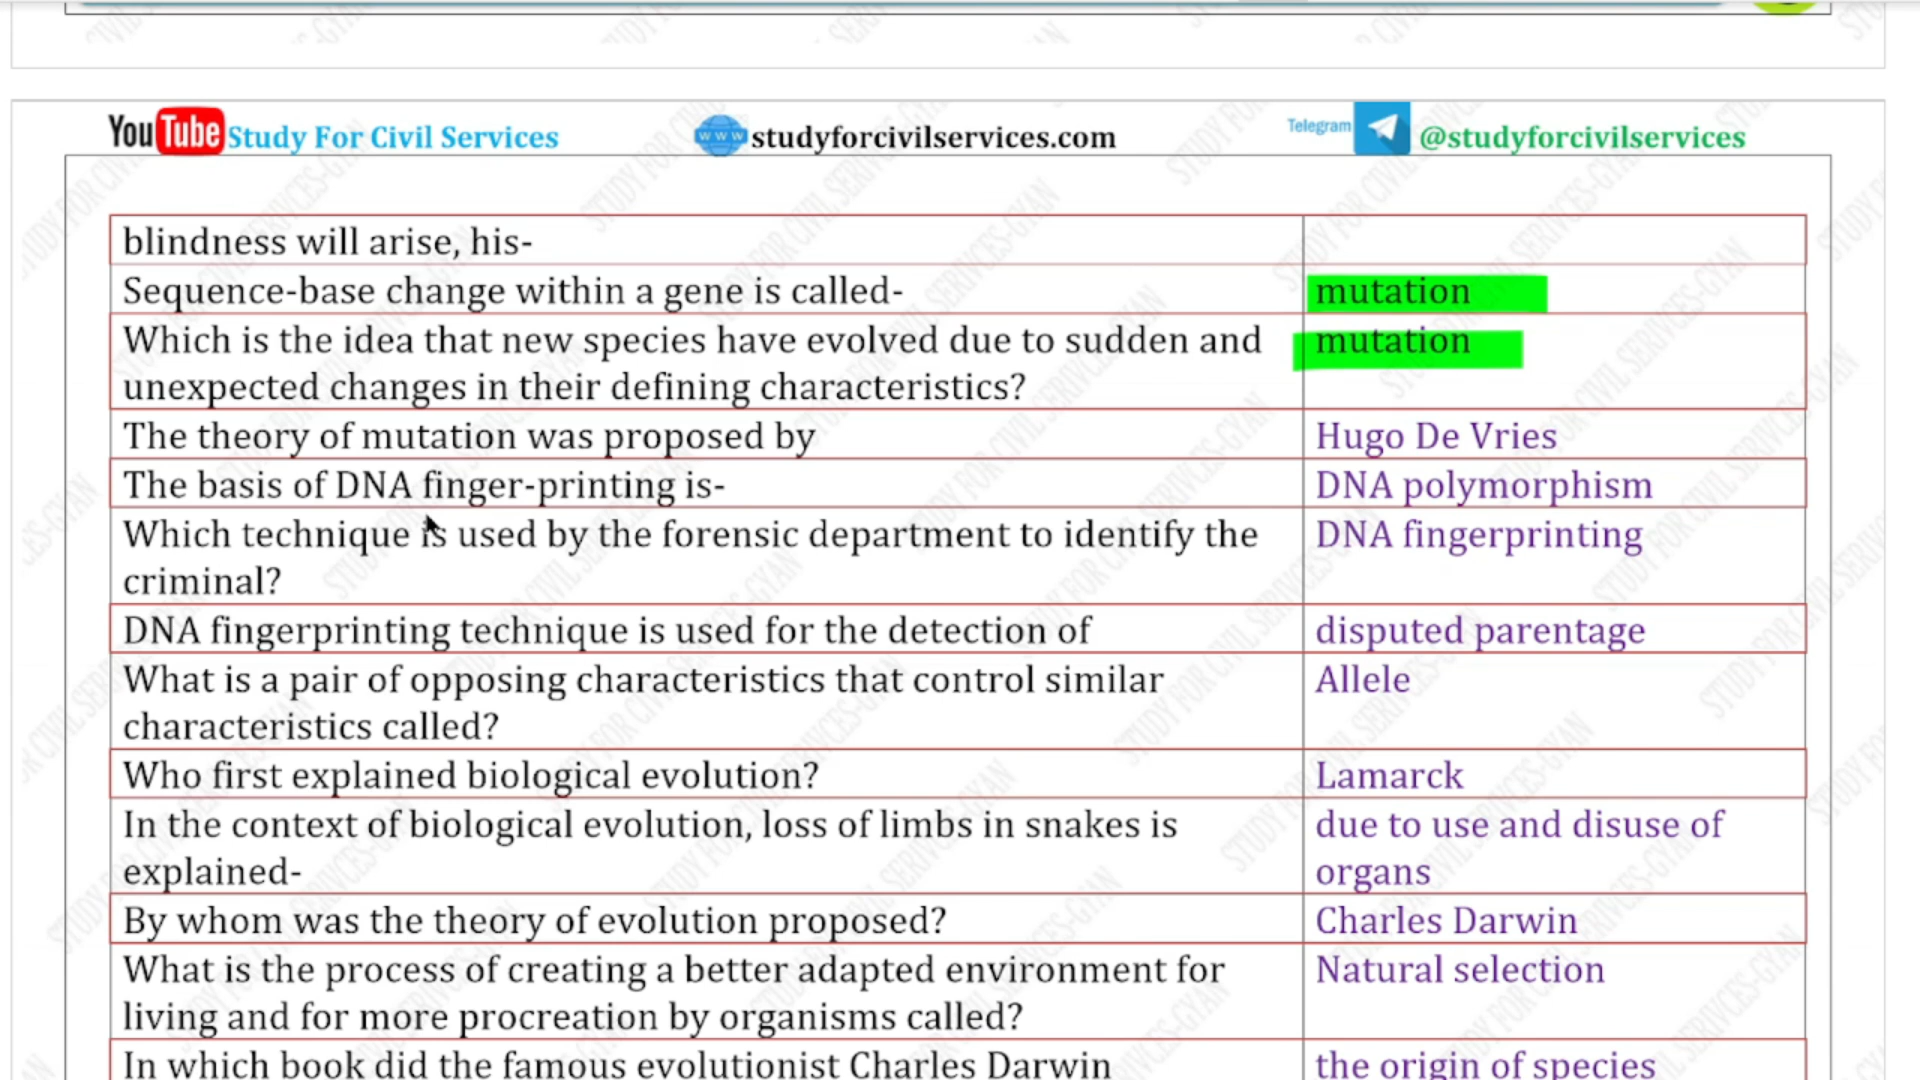 YouTube Study For Civil Services
www studyforcivilservices.com
Telegram @studyforcivilservices
blindness will arise, his-
Sequence-base change within a gene is called- mutation
Which is the idea that new species have evolved due to sudden and mutation
unexpected changes in their defining characteristics?
The theory of mutation was proposed by Hugo De Vries
The basis of DNA finger-printing is- DNA polymorphism
Which technique is used by the forensic department to identify the DNA fingerprinting
criminal?
DNA fingerprinting technique is used for the detection of disputed parentage
What is a pair of opposing characteristics that control similar Allele
characteristics called?
Who first explained biological evolution? Lamarck
In the context of biological evolution, loss of limbs in snakes is due to use and disuse of
explained- organs
By whom was the theory of evolution proposed? Charles Darwin
What is the process of creating a better adapted environment for Natural selection
living and for more procreation by organisms called?
In which book did the famous evolutionist Charles Darwin the origin of species